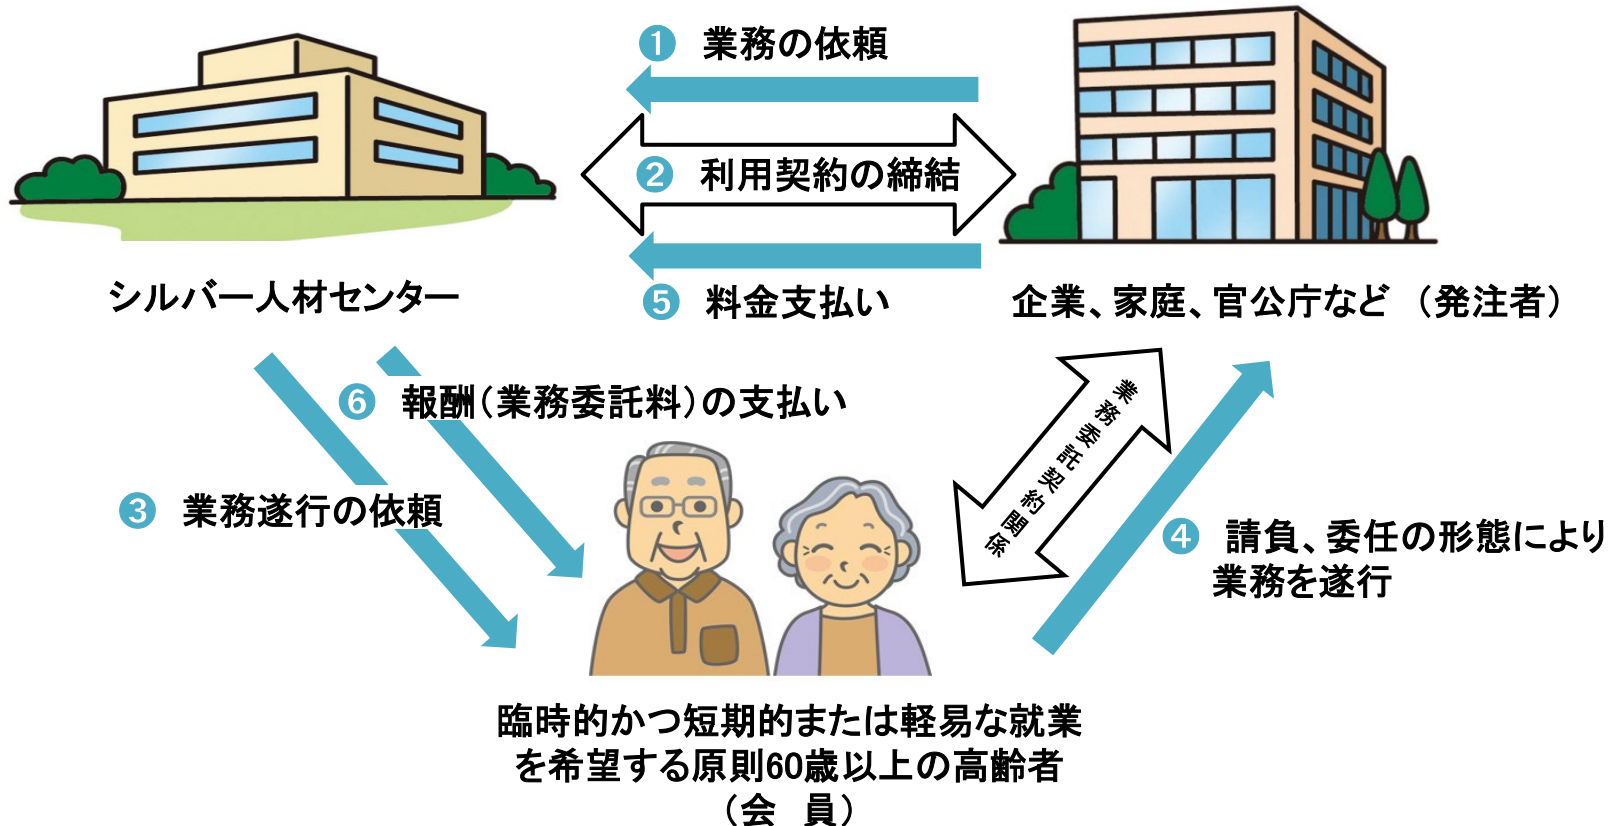 ❶ 業務の依頼
❷ 利用契約の締結
❺ 料金支払い
シルバー人材センター
企業、家庭、官公庁など （発注者）
❻ 報酬（業務委託料）の支払い
業務委託契約関係
❸ 業務遂行の依頼
❹ 請負、委任の形態により
業務を遂行
臨時的かつ短期的または軽易な就業
を希望する原則60歳以上の高齢者
（会　員）